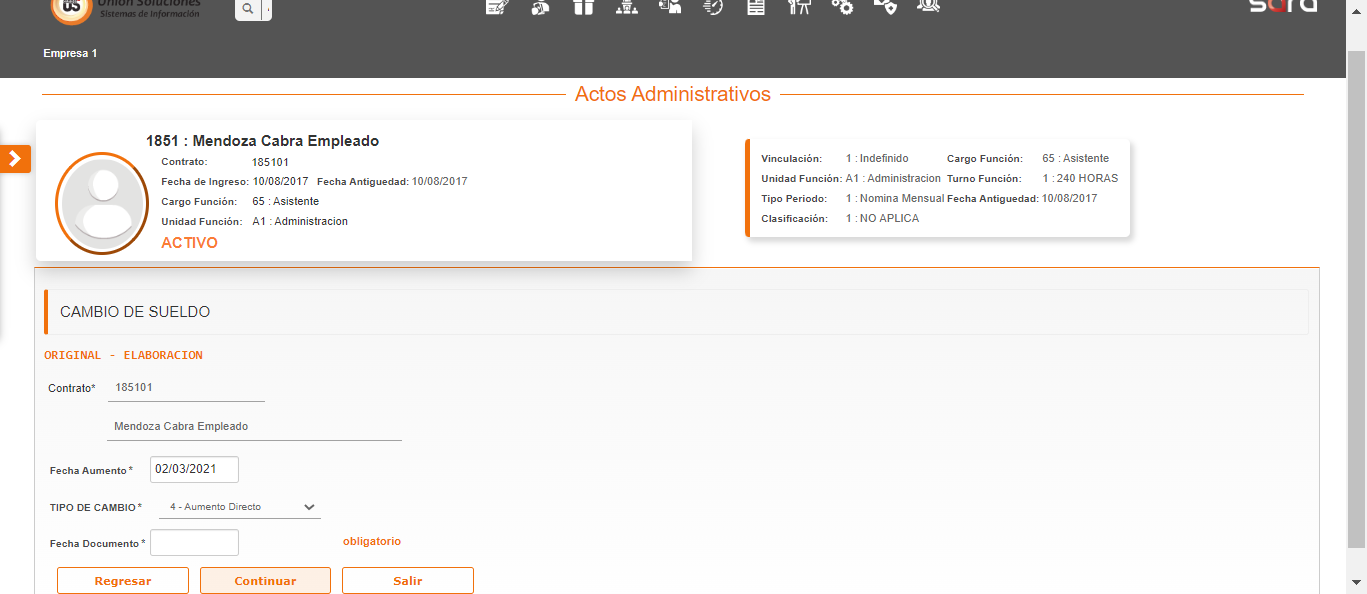 Union Soluciones
Sistemas de Información
US
sara
Empresa 1
Actos Administrativos
1851 : Mendoza Cabra Empleado
Contrato: 185101
Fecha de Ingreso: 10/08/2017 Fecha Antiguedad: 10/08/2017
Cargo Función: 65 : Asistente
Unidad Función: A1 : Administracion
ACTIVO
Vinculación: 1 : Indefinido Cargo Función: 65 : Asistente
Unidad Función: A1 : Administracion Turno Función: 1 : 240 HORAS
Tipo Periodo: 1 : Nomina Mensual Fecha Antiguedad: 10/08/2017
Clasificación: 1 : NO APLICA
CAMBIO DE SUELDO
ORIGINAL - ELABORACION
Contrato* 185101
Mendoza Cabra Empleado
Fecha Aumento* 02/03/2021
TIPO DE CAMBIO* 4 - Aumento Directo
Fecha Documento* obligatorio
Regresar Continuar Salir